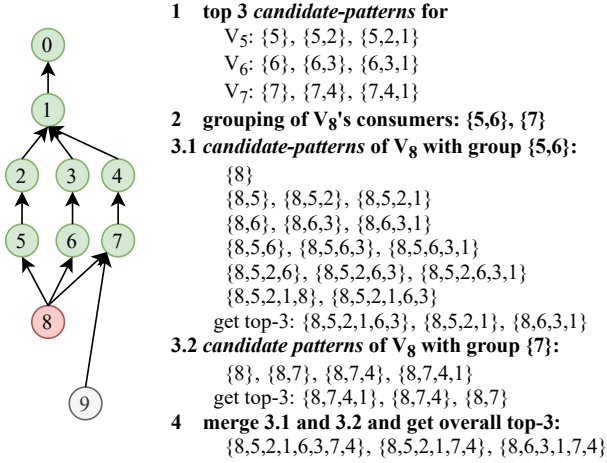 0
1
2 3 4
5 6 7
8
9
1 top 3 candidate-patterns for
V5: {5}, {5,2}, {5,2,1}
V6: {6}, {6,3}, {6,3,1}
V7: {7}, {7,4}, {7,4,1}
2 grouping of V8's consumers: {5,6}, {7}
3.1 candidate-patterns of V8 with group {5,6}:
{8}
{8,5}, {8,5,2}, {8,5,2,1}
{8,6}, {8,6,3}, {8,6,3,1}
{8,5,6}, {8,5,6,3}, {8,5,6,3,1}
{8,5,2,6}, {8,5,2,6,3}, {8,5,2,6,3,1}
{8,5,2,1,8}, {8,5,2,1,6,3}
get top-3: {8,5,2,1,6,3}, {8,5,2,1}, {8,6,3,1}
3.2 candidate patterns of V8 with group {7}:
{8}, {8,7}, {8,7,4}, {8,7,4,1}
get top-3: {8,7,4,1}, {8,7,4}, {8,7}
4 merge 3.1 and 3.2 and get overall top-3:
{8,5,2,1,6,3,7,4}, {8,5,2,1,7,4}, {8,6,3,1,7,4}